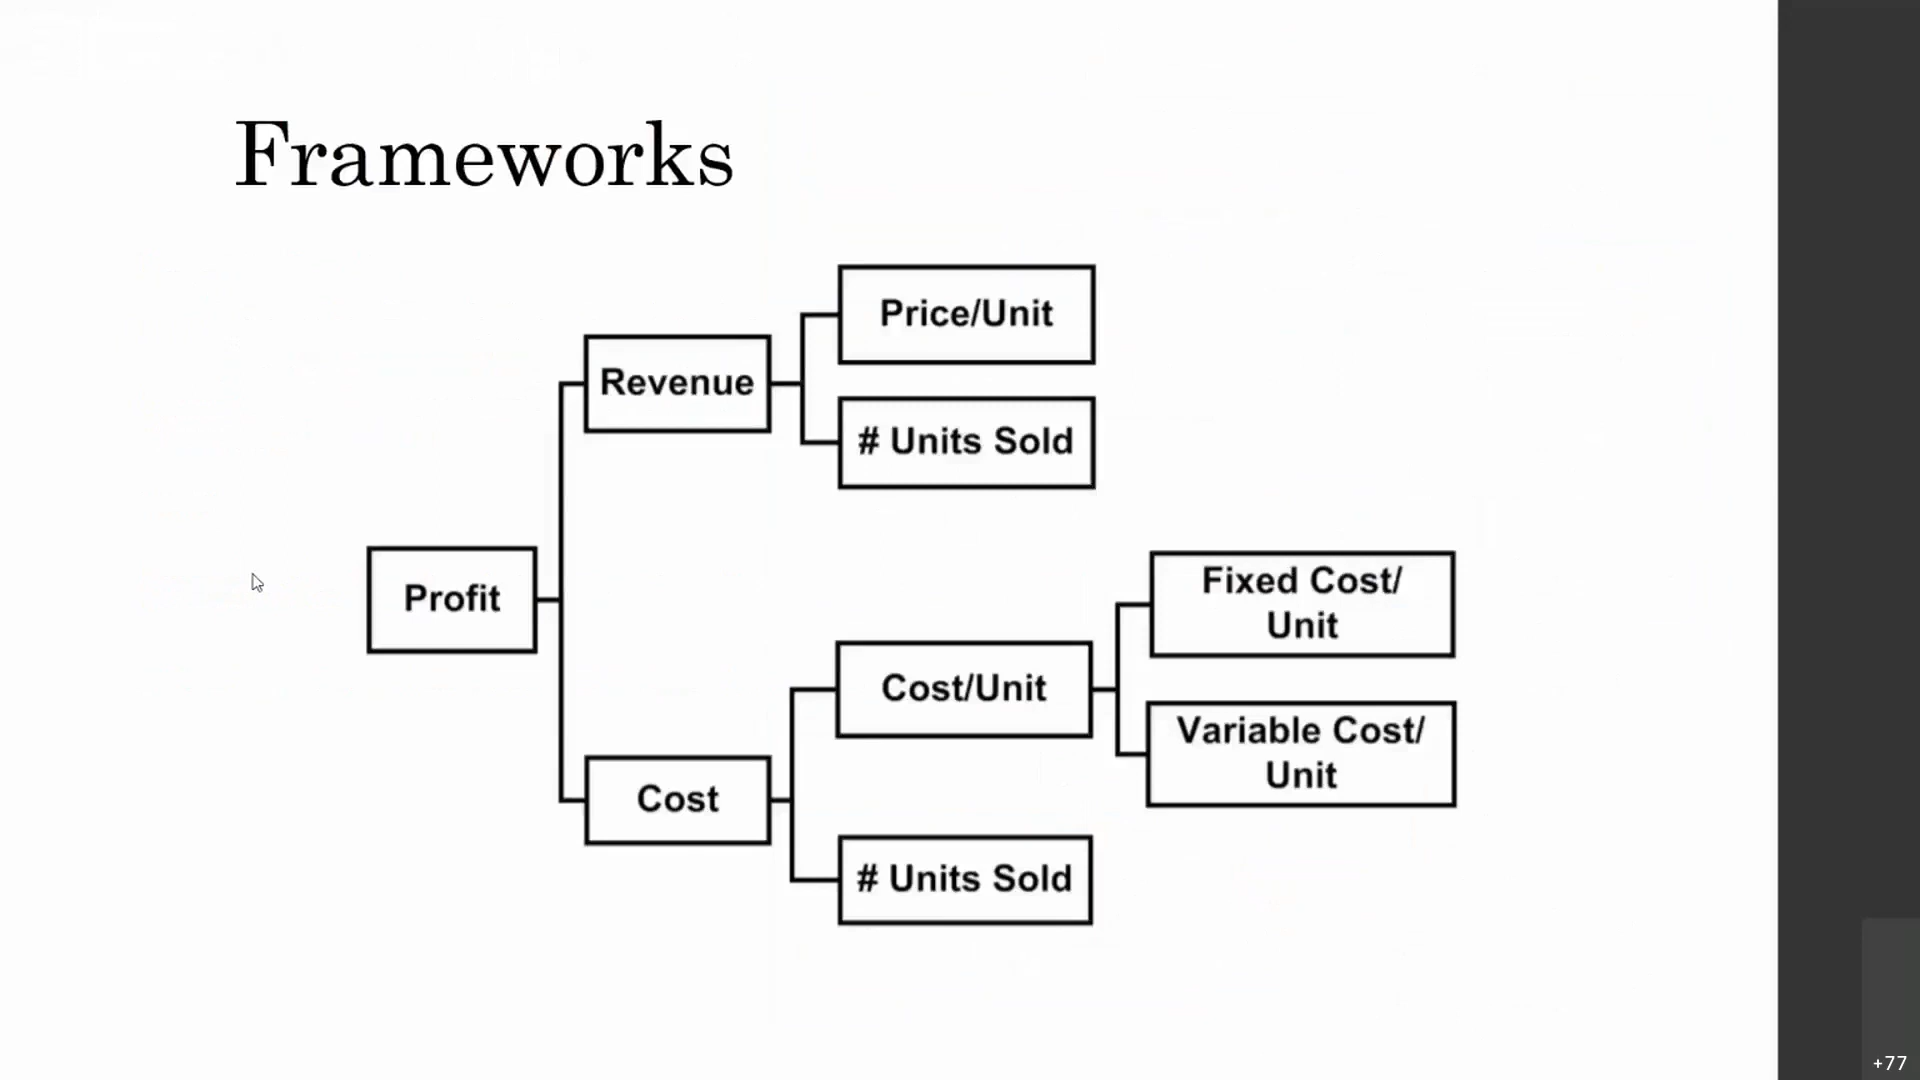 Frameworks
Price/Unit
Revenue
# Units Sold
Profit
Fixed Cost/
Unit
Cost/Unit
Variable Cost/
Unit
Cost
# Units Sold
+77